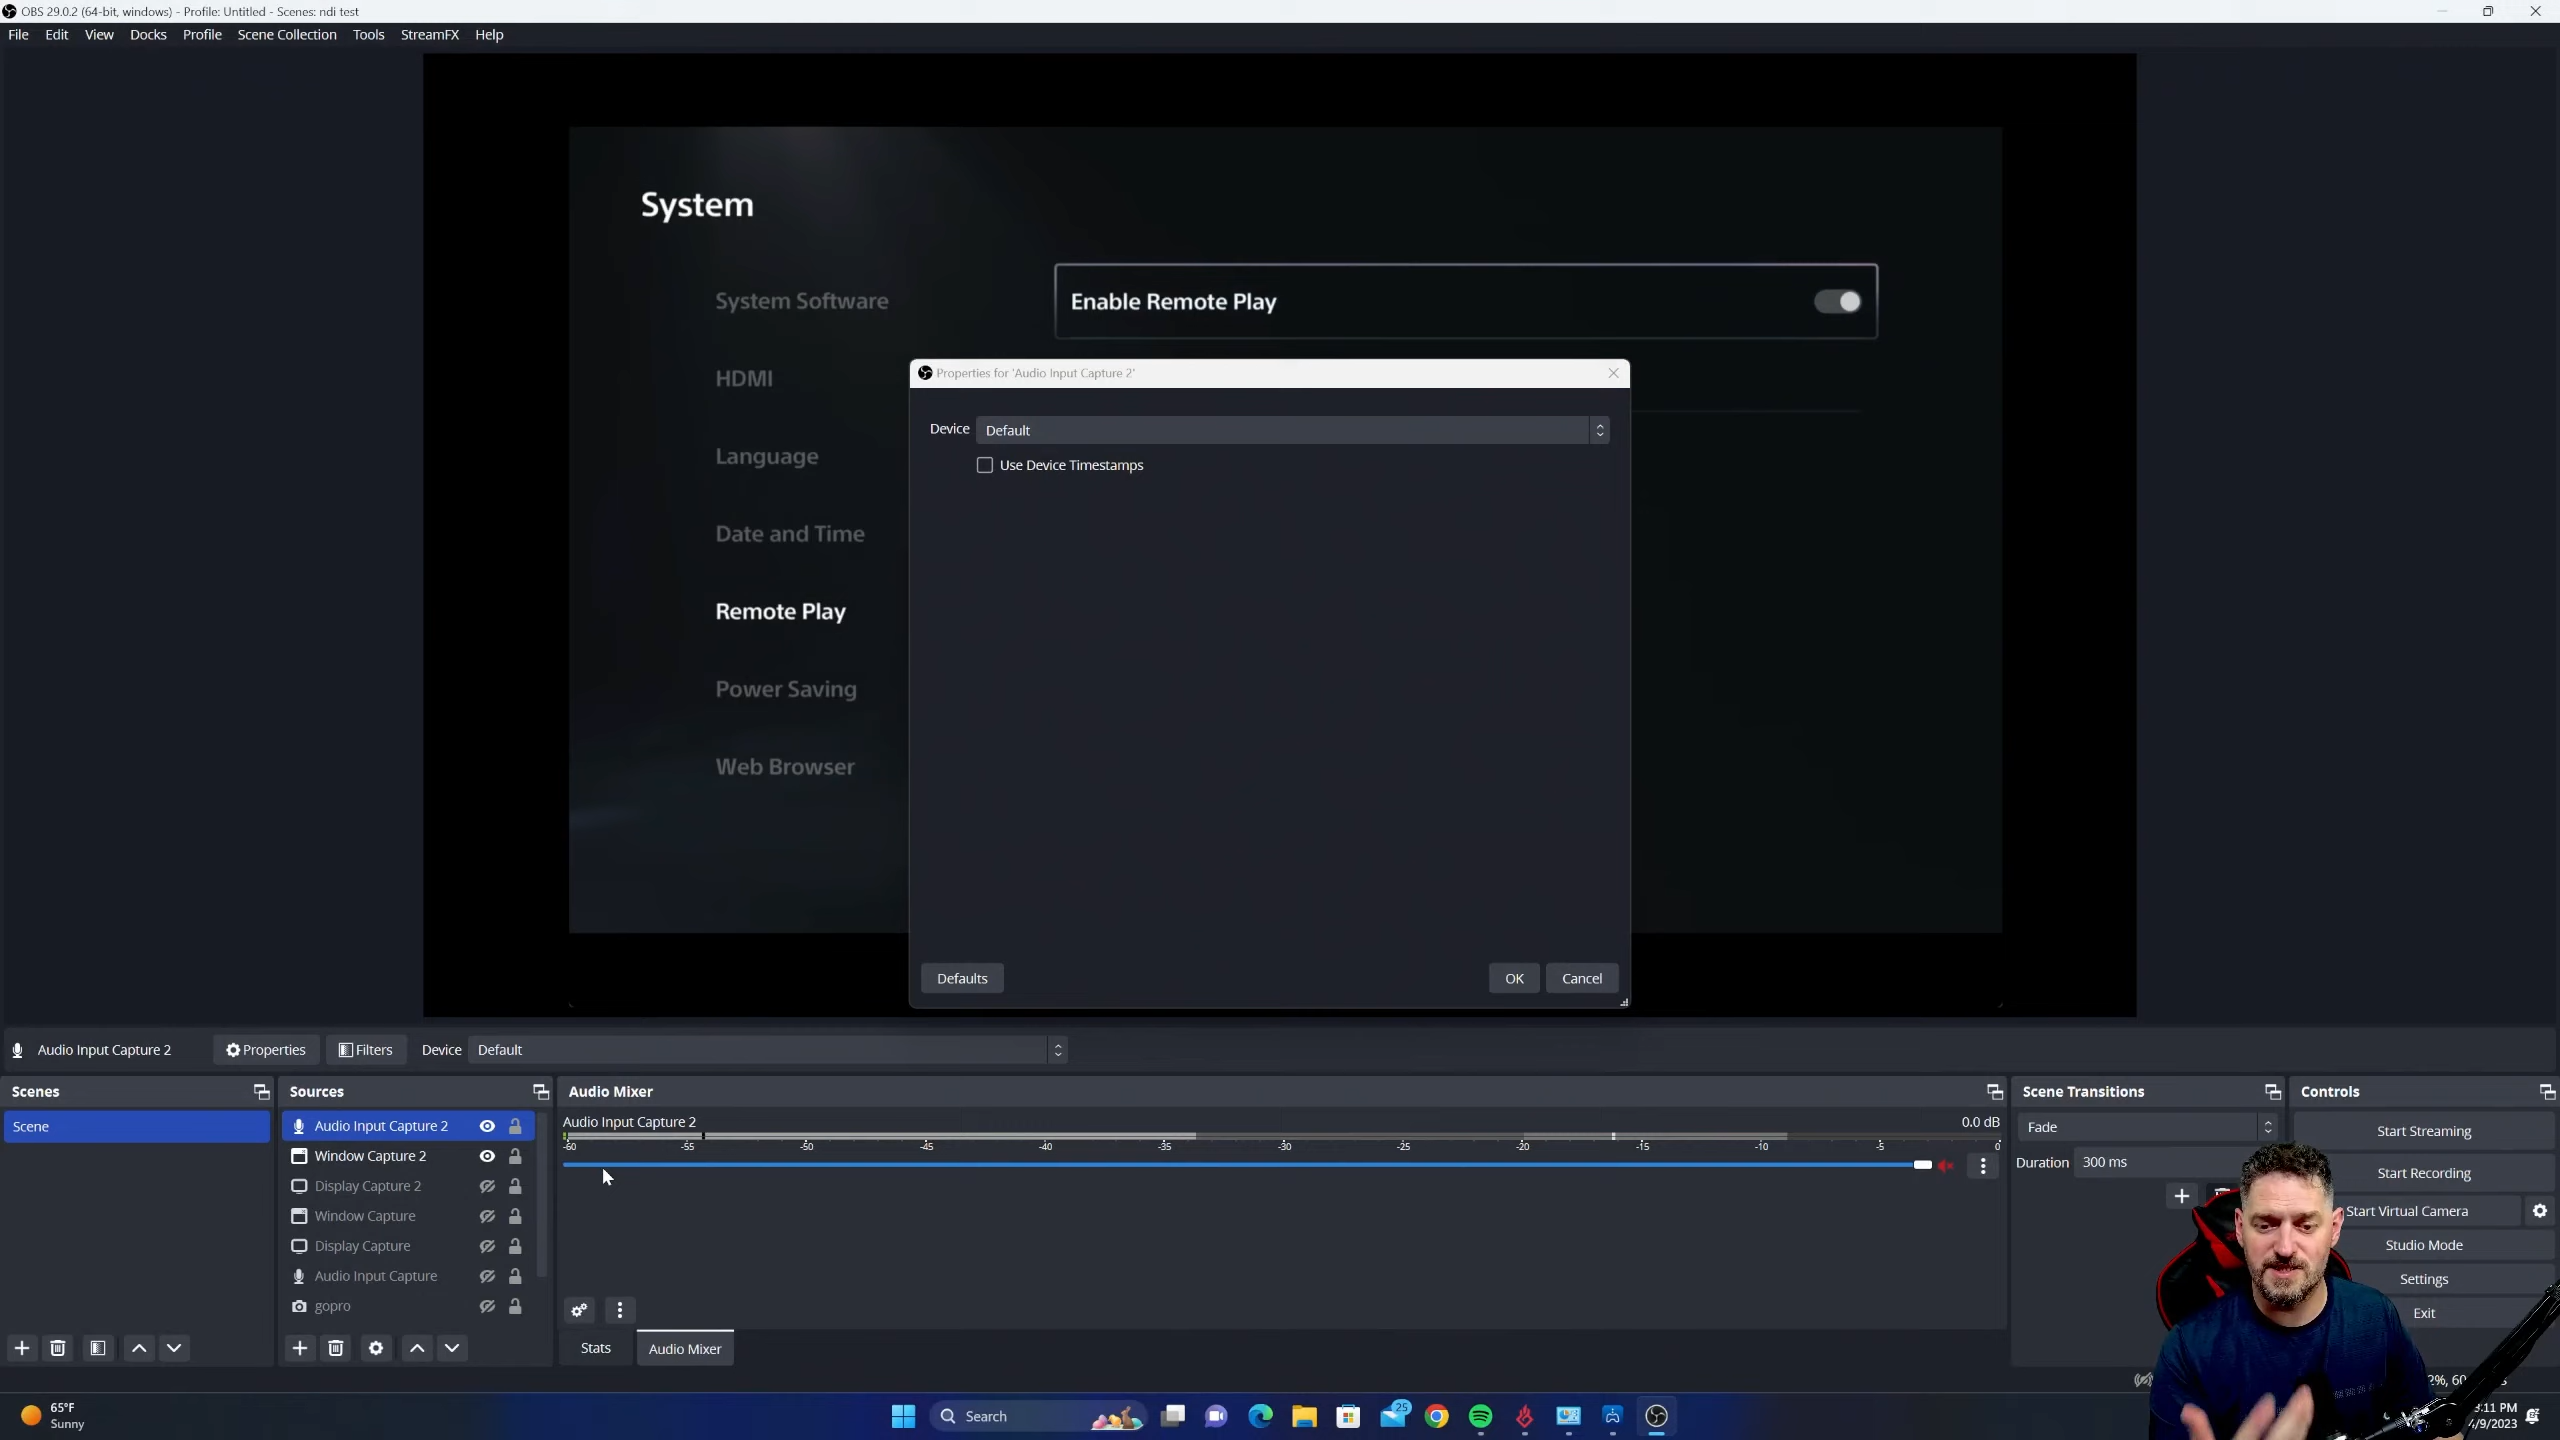 OBS 29.0.2 (64-bit, windows) - Profile: Untitled - Scenes: ndi test
File Edit View Docks Profile Scene Collection Tools StreamFX Help
System
System Software
Enable Remote Play
HDMI
Language
Date and Time
Remote Play
Power Saving
Web Browser
Properties for 'Audio Input Capture 2'
Device Default
Use Device Timestamps
Defaults OK Cancel
Audio Input Capture 2 Properties Filters Device Default
Scenes
Scene
Sources
Audio Input Capture 2
Window Capture 2
Display Capture 2
Window Capture
Display Capture
Audio Input Capture
gopro
Audio Mixer
Audio Input Capture 2 0.0 dB
-60 -55 -50 -45 -40 -35 -30 -25 -20 -15 -10 -5 0
Stats Audio Mixer
Scene Transitions
Fade
Duration 300 ms
Controls
Start Streaming
Start Recording
Start Virtual Camera
Studio Mode
Settings
Exit
65°F
Sunny
Search
25